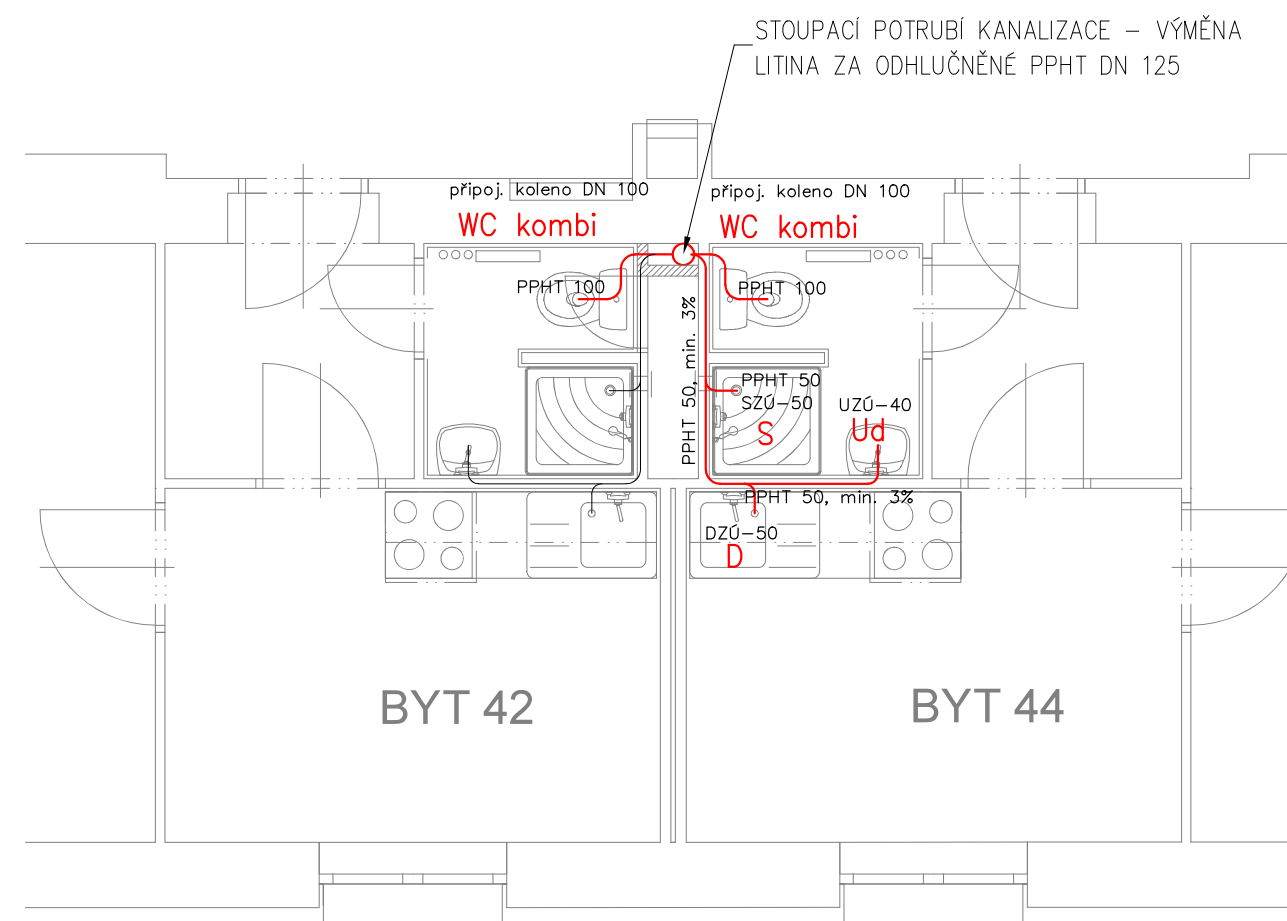 STOUPACÍ POTRUBÍ KANALIZACE – VÝMĚNA
LITINA ZA ODHLUČNĚNÉ PPHT DN 125
připoj. koleno DN 100
připoj. koleno DN 100
WC kombi
WC kombi
PPHT 100
PPHT 100
PPHT 50, min. 3%
PPHT 50
SZÚ–50
UZÚ–40
S
Ud
PPHT 50, min. 3%
DZÚ–50
D
BYT 42
BYT 44